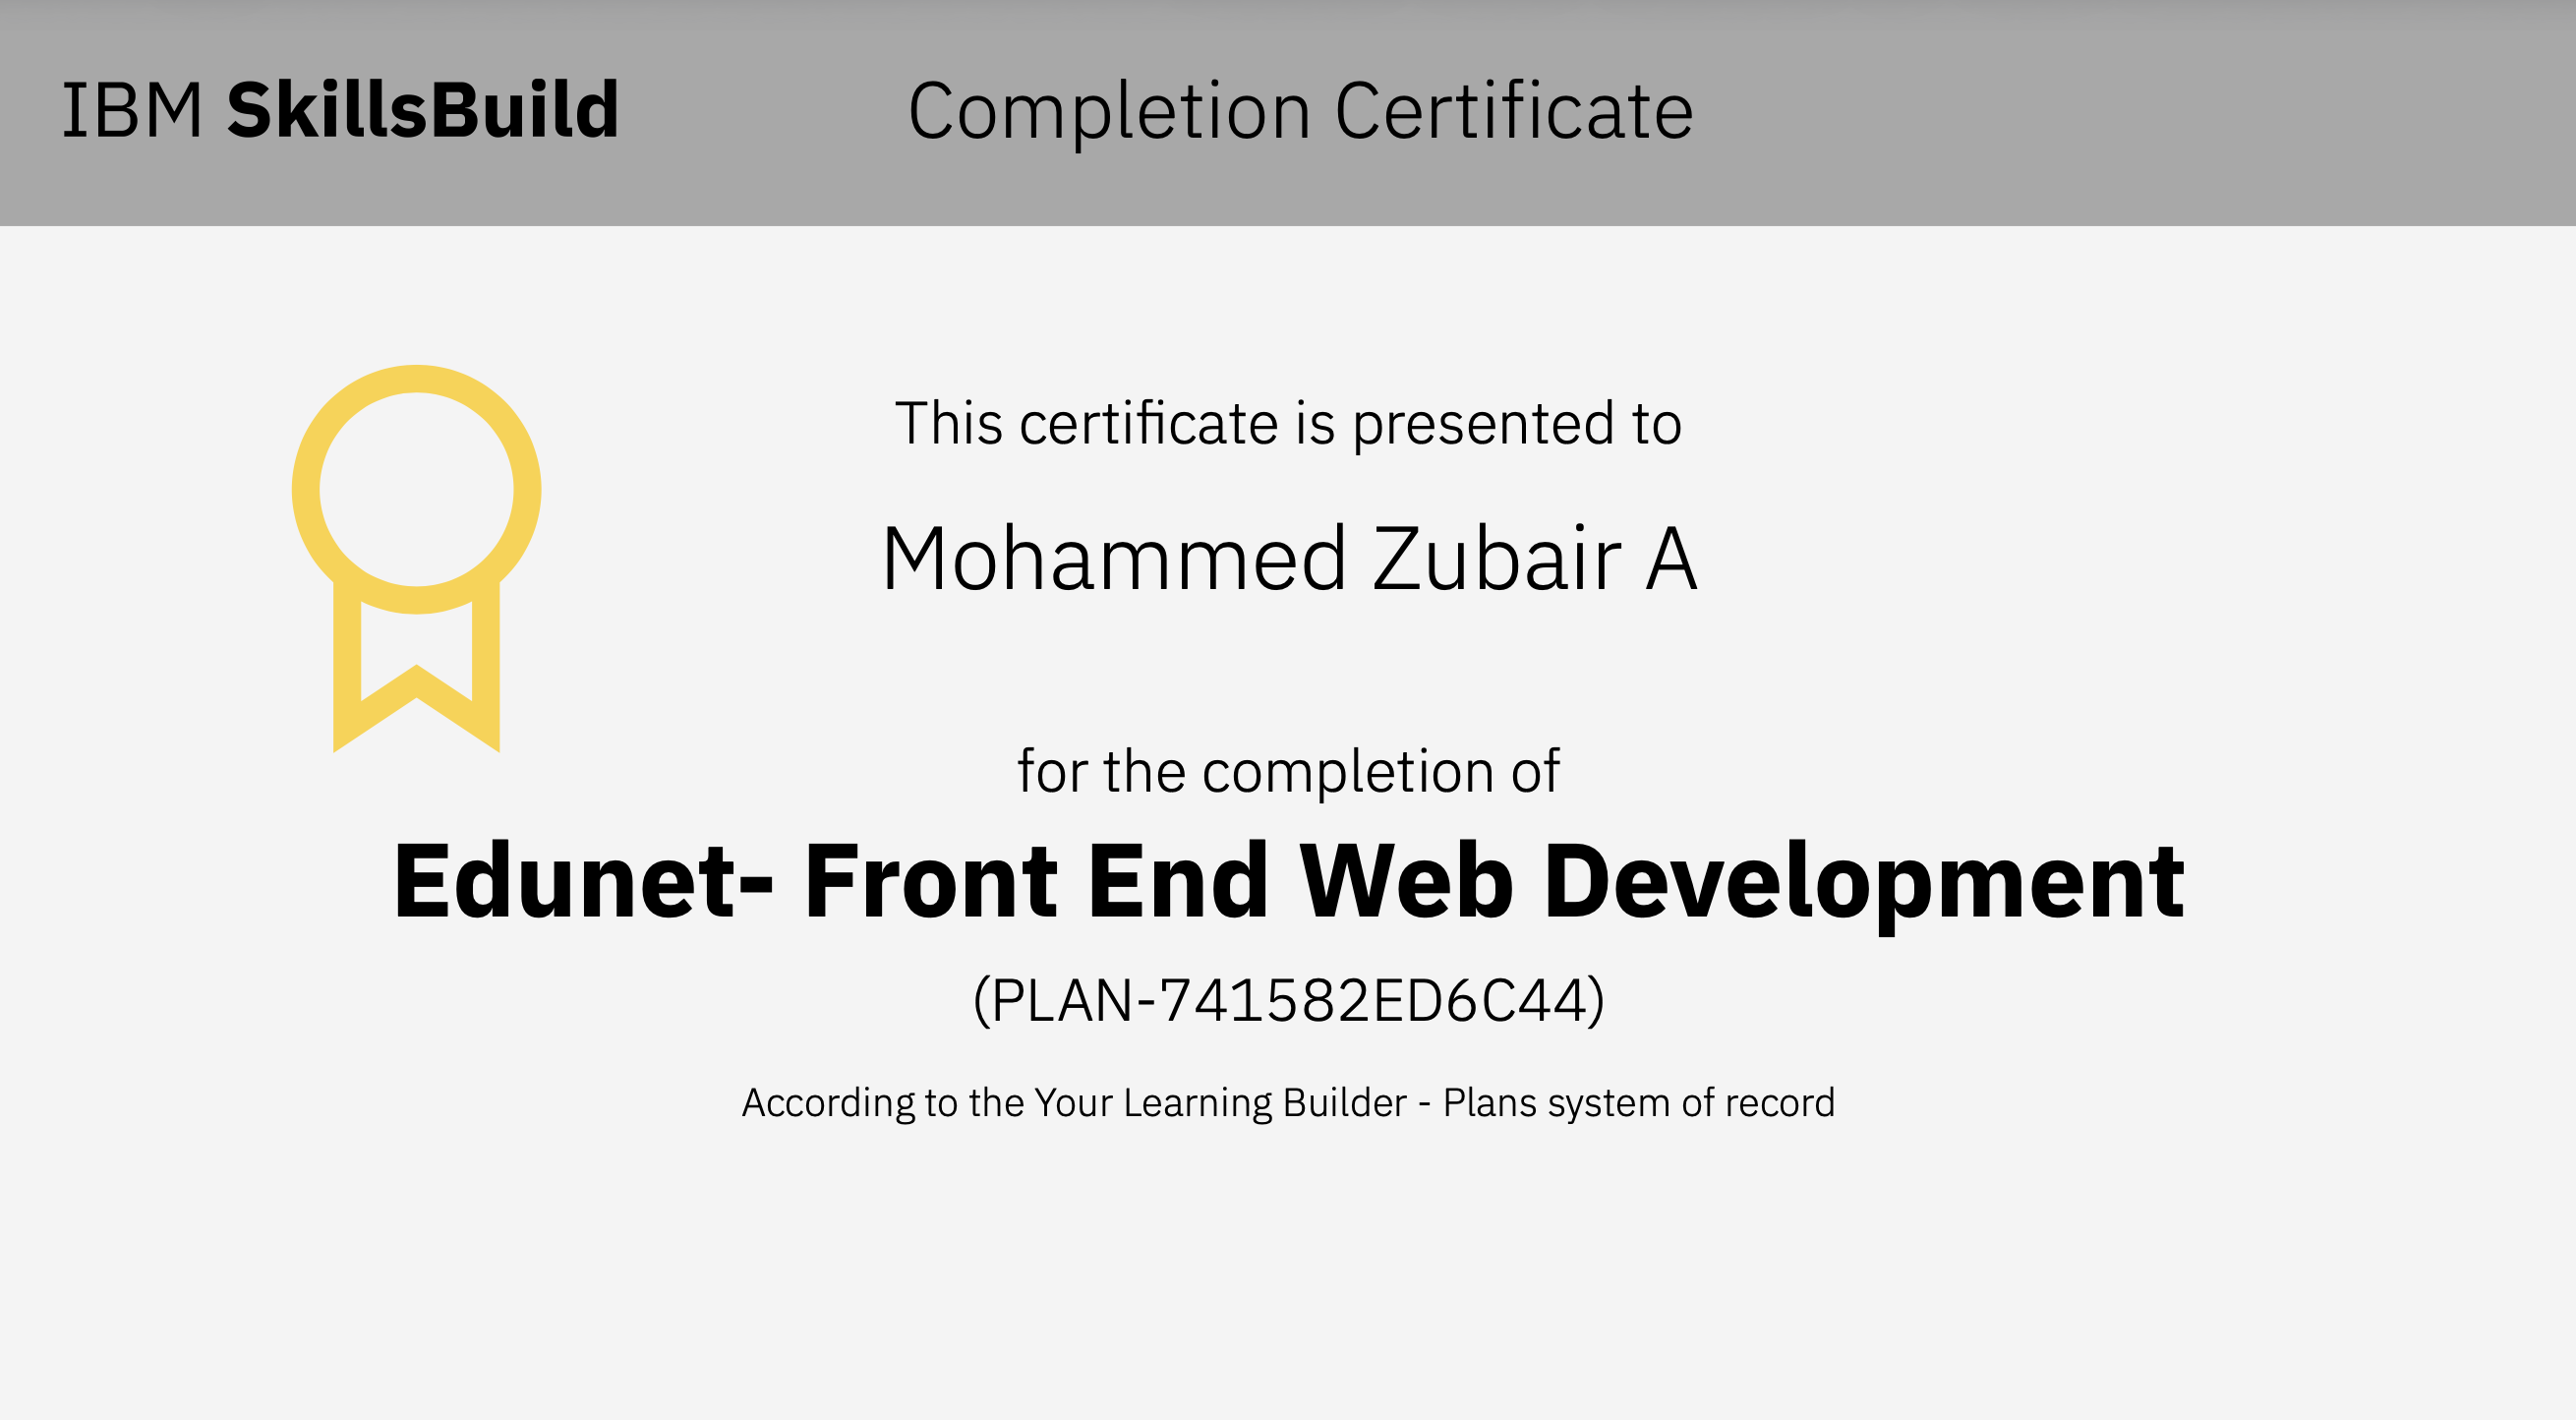 IBM SkillsBuild
Completion Certificate
This certificate is presented to
Mohammed Zubair A
for the completion of
Edunet- Front End Web Development
(PLAN-741582ED6C44)
According to the Your Learning Builder - Plans system of record